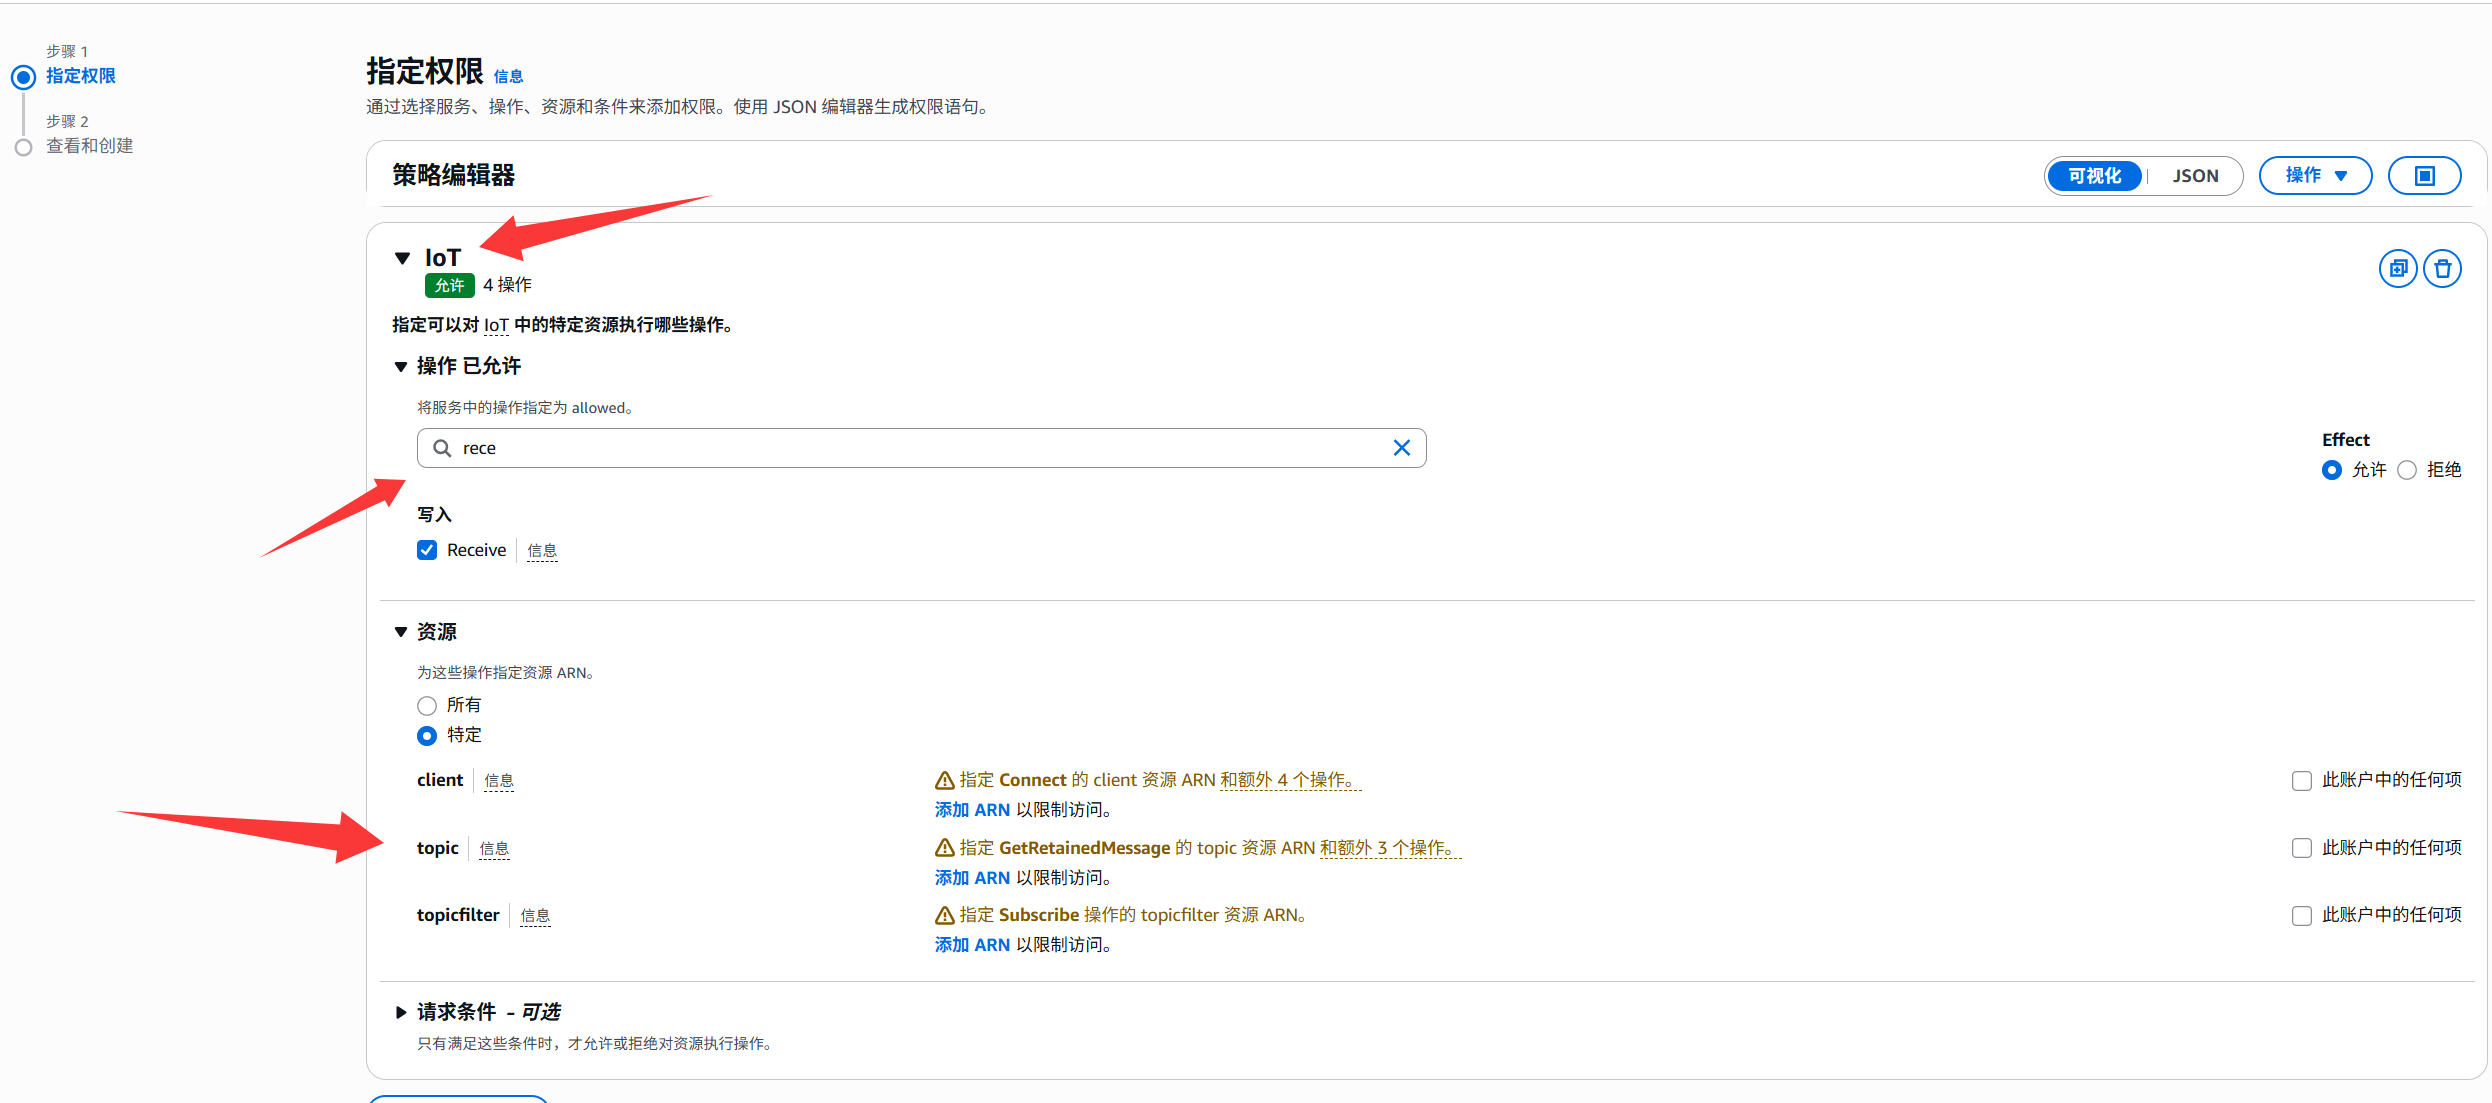 步骤 1
指定权限
步骤 2
查看和创建
指定权限 信息
通过选择服务、操作、资源和条件来添加权限。使用 JSON 编辑器生成权限语句。
策略编辑器
可视化 | JSON
操作
IoT
允许 4 操作
指定可以对 IoT 中的特定资源执行哪些操作。
操作 已允许
将服务中的操作指定为 allowed。
rece
Effect
允许 拒绝
写入
Receive 信息
资源
为这些操作指定资源 ARN。
所有
特定
client 信息
指定 Connect 的 client 资源 ARN 和额外 4 个操作。
添加 ARN 以限制访问。
此账户中的任何项
topic 信息
指定 GetRetainedMessage 的 topic 资源 ARN 和额外 3 个操作。
添加 ARN 以限制访问。
此账户中的任何项
topicfilter 信息
指定 Subscribe 操作的 topicfilter 资源 ARN。
添加 ARN 以限制访问。
此账户中的任何项
请求条件 - 可选
只有满足这些条件时，才允许或拒绝对资源执行操作。